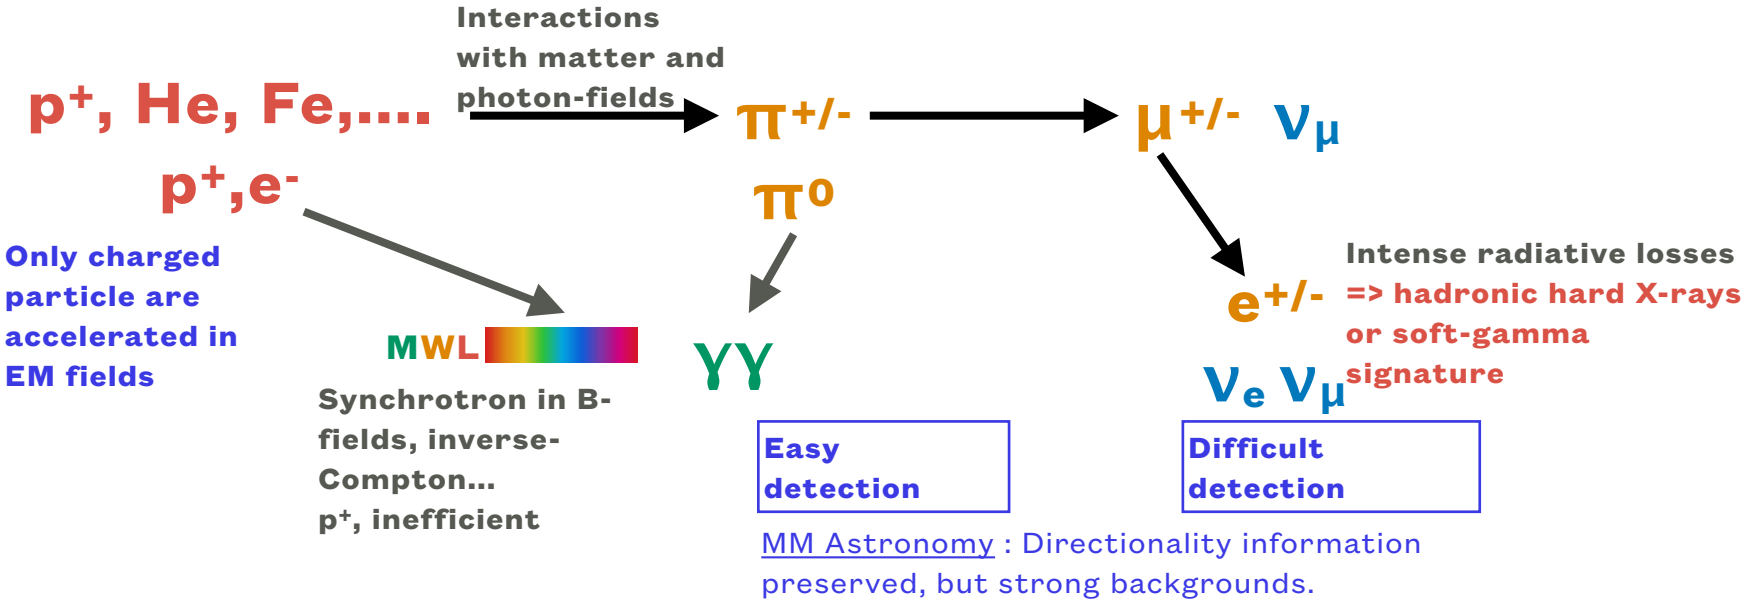 Interactions
with matter and
photon-fields
p⁺, He, Fe,....
π⁺/⁻
μ⁺/⁻ νμ
p⁺,e⁻
π⁰
Only charged
particle are
accelerated in
EM fields
Intense radiative losses
=> hadronic hard X-rays
or soft-gamma
signature
e⁺/⁻
MWL
γγ
νe νμ
Synchrotron in B-
fields, inverse-
Compton...
p⁺, inefficient
Easy
detection
Difficult
detection
MM Astronomy : Directionality information
preserved, but strong backgrounds.